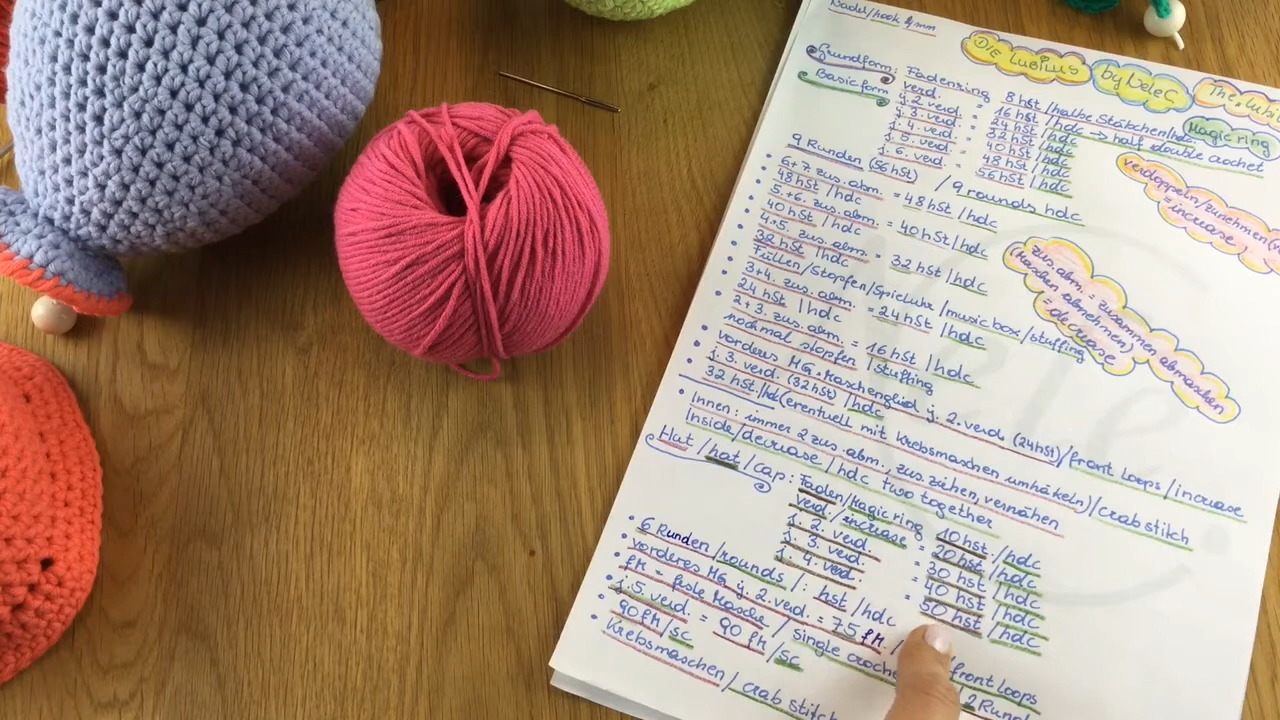 Nadel/hook 4mm
DIE LUBIUS by LeleC The Lubi
Grundform: Fadenring = 8 hst /halbe Stäbchen/hdc
Basic form verd. = 16 hst /hdc → half double crochet
Magic ring
j. 2. verd. = 24 hst /hdc
j. 3. verd. = 32 hst /hdc
j. 4. verd. = 40 hst /hdc
j. 5. verd. = 48 hst /hdc
j. 6. verd. = 56 hst /hdc
verdoppeln/zunehmen
= increase
• 9 Runden (56 hst) / 9 rounds hdc
• 6+7. zus. abm. = 48 hst /hdc
• 48 hst /hdc
• 5.+6. zus. abm. = 40 hst /hdc
• 40 hst /hdc
• 4.+5. zus. abm. = 32 hst /hdc
• 32 hst /hdc
zus. abm. = zusammen abmaschen
(Maschen abnehmen)
= decrease
• Füllen/stopfen/Spieluhr/music box/stuffing
• 3+4. zus. abm. = 24 hst /hdc
• 24 hst /hdc
• 2+3. zus. abm. = 16 hst /hdc
• nochmal stopfen /stuffing
• vorderes MG = Maschenglied j. 2. verd. (24 hst)/front loops/increase
• j. 3. verd. (32 hst) /hdc
• 32 hst./hdc (eventuell mit Krebsmaschen umhäkeln)/crab stitch
• Innen: immer 2 zus. abm., zus. ziehen, vernähen
Inside/decrease/hdc two together
Hut /hat/cap: Faden/Magic ring = 10 hst /hdc
verd./increase = 20 hst /hdc
j. 2. verd. = 30 hst /hdc
j. 3. verd. = 40 hst /hdc
j. 4. verd. = 50 hst /hdc
• 6 Runden/rounds/: hst /hdc
• vorderes MG j. 2. verd. = 75 fM. / front loops
fM = feste Masche/single croche
• j. 5. verd. = 90 fM /sc
• 90 fM/sc
• Krebsmaschen/crab stitch